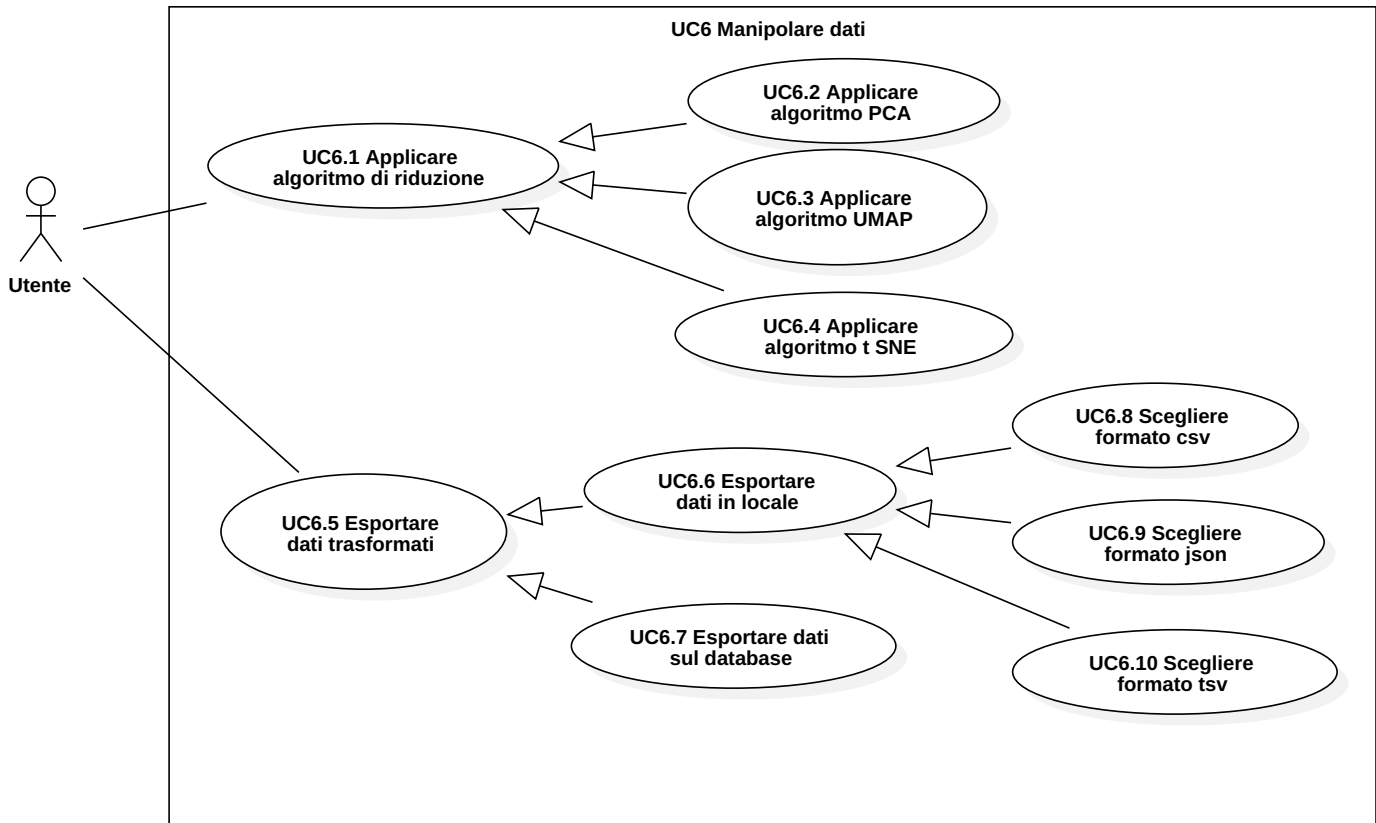 UC6 Manipolare dati
UC6.2 Applicare
algoritmo PCA
UC6.1 Applicare
algoritmo di riduzione
UC6.3 Applicare
algoritmo UMAP
Utente
UC6.4 Applicare
algoritmo t SNE
UC6.8 Scegliere
formato csv
UC6.6 Esportare
dati in locale
UC6.5 Esportare
dati trasformati
UC6.9 Scegliere
formato json
UC6.7 Esportare dati
sul database
UC6.10 Scegliere
formato tsv